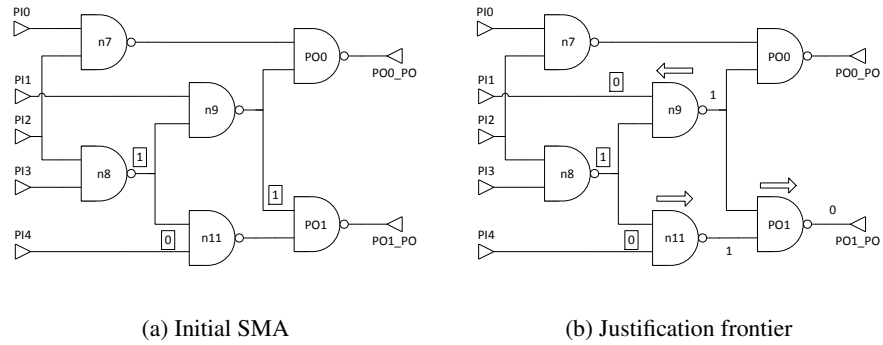 PI0
n7
PO0
PO0_PO
PI1
n9
PI2
1
PI3
n8
1
PI4
0
n11
PO1
PO1_PO
(a) Initial SMA
PI0
n7
PO0
PO0_PO
PI1
0
n9
1
PI2
1
PI3
n8
PI4
0
n11
1
PO1
0
PO1_PO
(b) Justification frontier